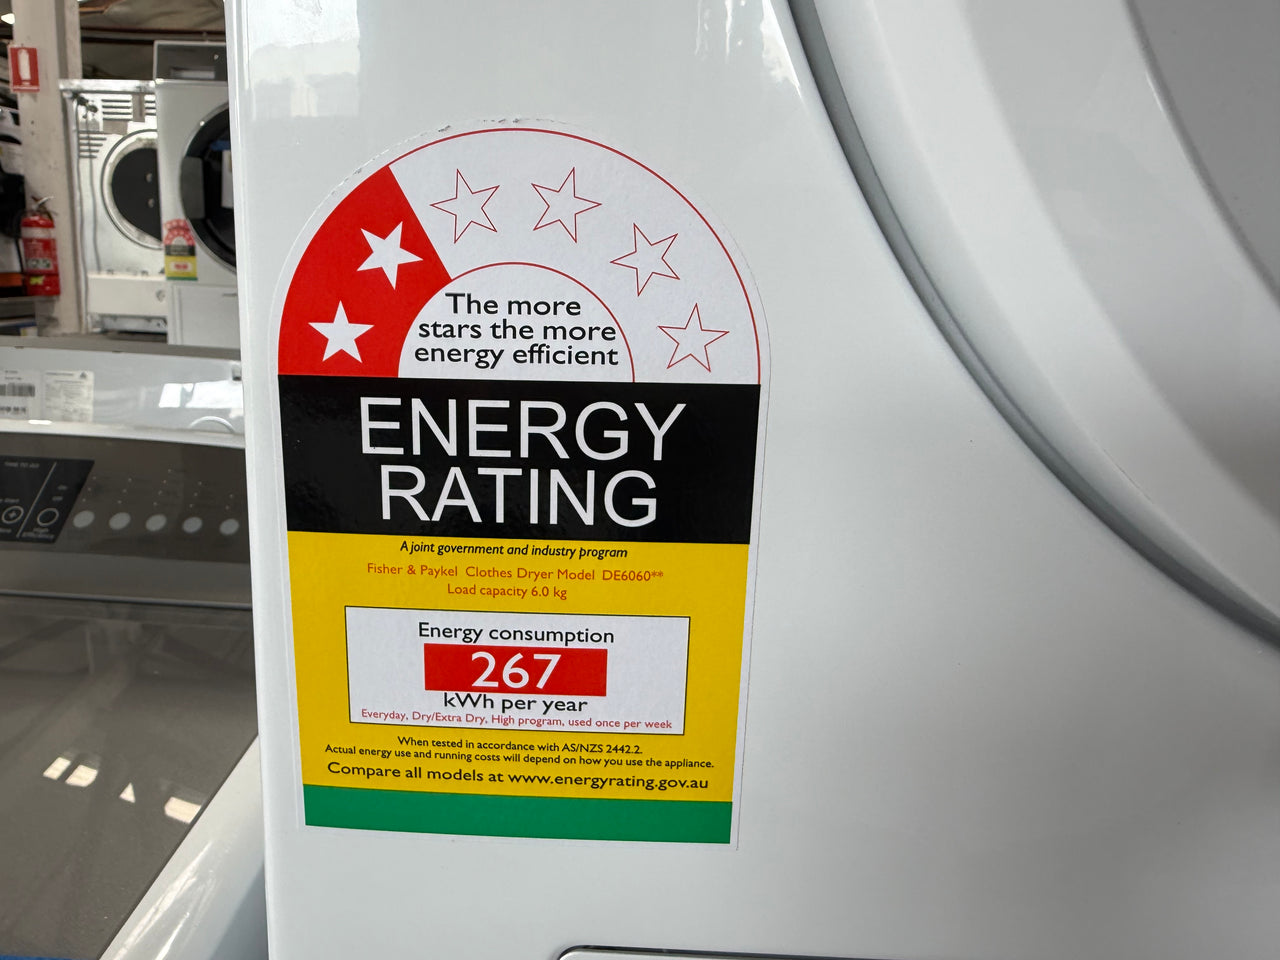 The more
stars the more
energy efficient
ENERGY
RATING
A joint government and industry program
Fisher & Paykel Clothes Dryer Model DE6060**
Load capacity 6.0 kg
Energy consumption
267
kWh per year
Everyday, Dry/Extra Dry, High program, used once per week
When tested in accordance with AS/NZS 2442.2.
Actual energy use and running costs will depend on how you use the appliance.
Compare all models at www.energyrating.gov.au